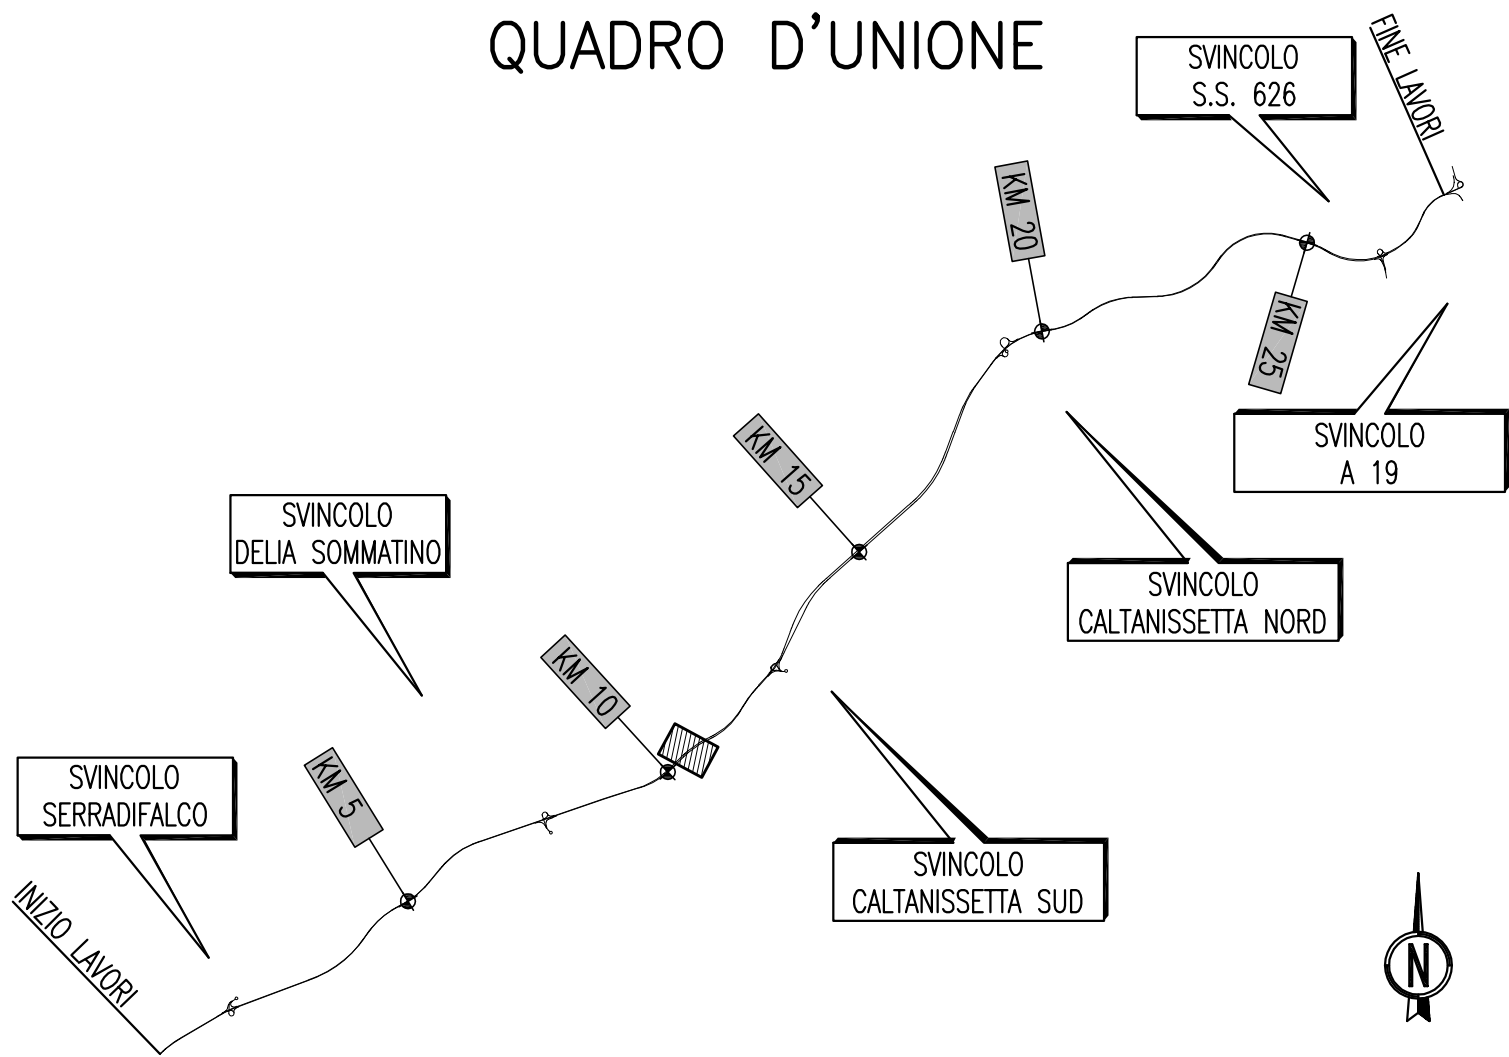 QUADRO D'UNIONE
SVINCOLO
S.S. 626
FINE LAVORI
KM 20
KM 25
SVINCOLO
A 19
KM 15
SVINCOLO
DELIA SOMMATINO
SVINCOLO
CALTANISSETTA NORD
KM 10
KM 5
SVINCOLO
SERRADIFALCO
SVINCOLO
CALTANISSETTA SUD
INIZIO LAVORI
N